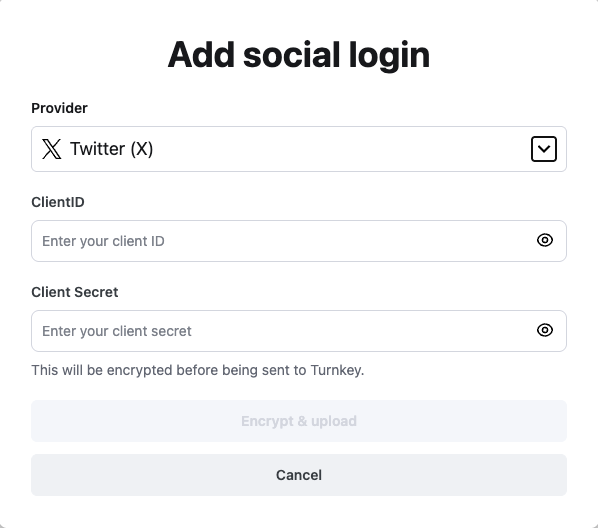 Add social login
Provider
Twitter (X)
ClientID
Enter your client ID
Client Secret
Enter your client secret
This will be encrypted before being sent to Turnkey.
Encrypt & upload
Cancel